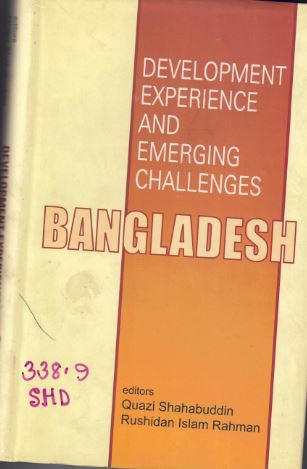 DEVELOPMENT
EXPERIENCE
AND
EMERGING
CHALLENGES
BANGLADESH
338.9
SHD
editors
Quazi Shahabuddin
Rushidan Islam Rahman